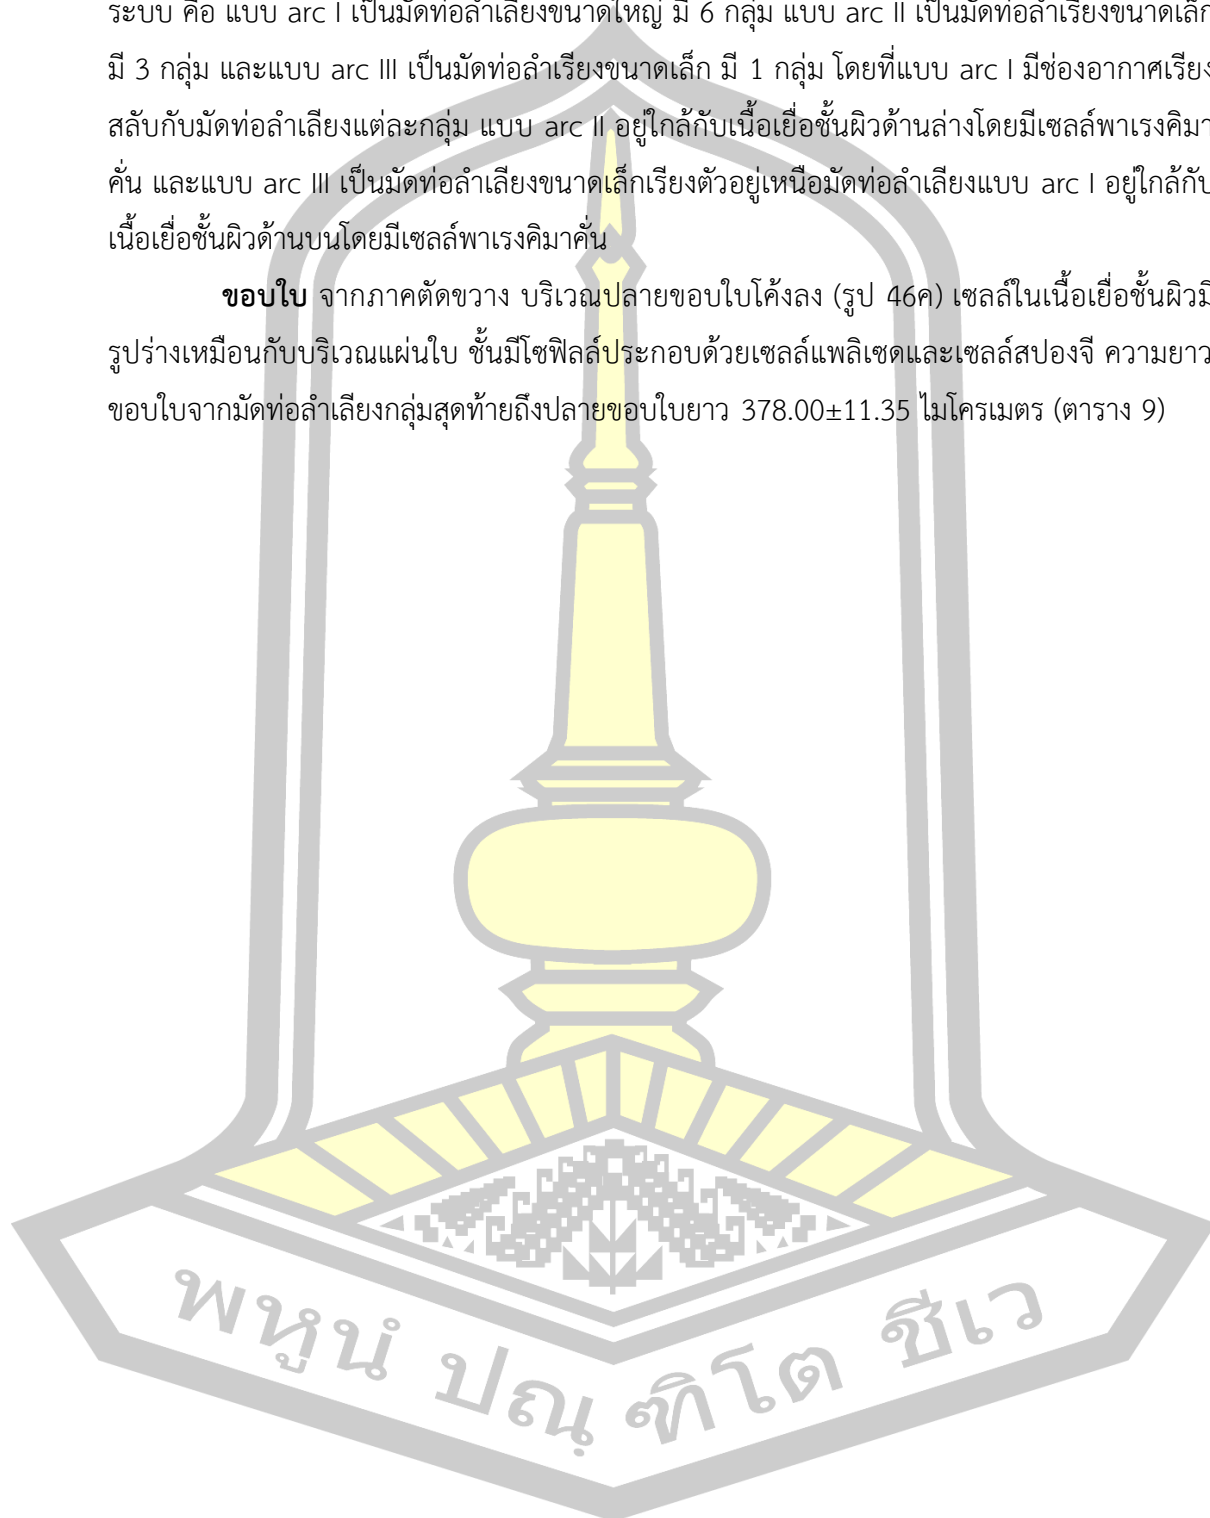 ระบบ คือ แบบ arc I เป็นมัดท่อลำเลียงขนาดใหญ่ มี 6 กลุ่ม แบบ arc II เป็นมัดท่อลำเรียงขนาดเล็ก
มี 3 กลุ่ม และแบบ arc III เป็นมัดท่อลำเรียงขนาดเล็ก มี 1 กลุ่ม โดยที่แบบ arc I มีช่องอากาศเรียง
สลับกับมัดท่อลำเลียงแต่ละกลุ่ม แบบ arc II อยู่ใกล้กับเนื้อเยื่อชั้นผิวด้านล่างโดยมีเซลล์พาเรงคิมา
คั่น และแบบ arc III เป็นมัดท่อลำเลียงขนาดเล็กเรียงตัวอยู่เหนือมัดท่อลำเลียงแบบ arc I อยู่ใกล้กับ
เนื้อเยื่อชั้นผิวด้านบนโดยมีเซลล์พาเรงคิมาคั่น
ขอบใบ จากภาคตัดขวาง บริเวณปลายขอบใบโค้งลง (รูป 46ค) เซลล์ในเนื้อเยื่อชั้นผิวมี
รูปร่างเหมือนกับบริเวณแผ่นใบ ชั้นมีโซฟิลล์ประกอบด้วยเซลล์แพลิเซดและเซลล์สปองจี ความยาว
ขอบใบจากมัดท่อลำเลียงกลุ่มสุดท้ายถึงปลายขอบใบยาว 378.00±11.35 ไมโครเมตร (ตาราง 9)
พหูนํ ปณฺฑิโต ชีเว